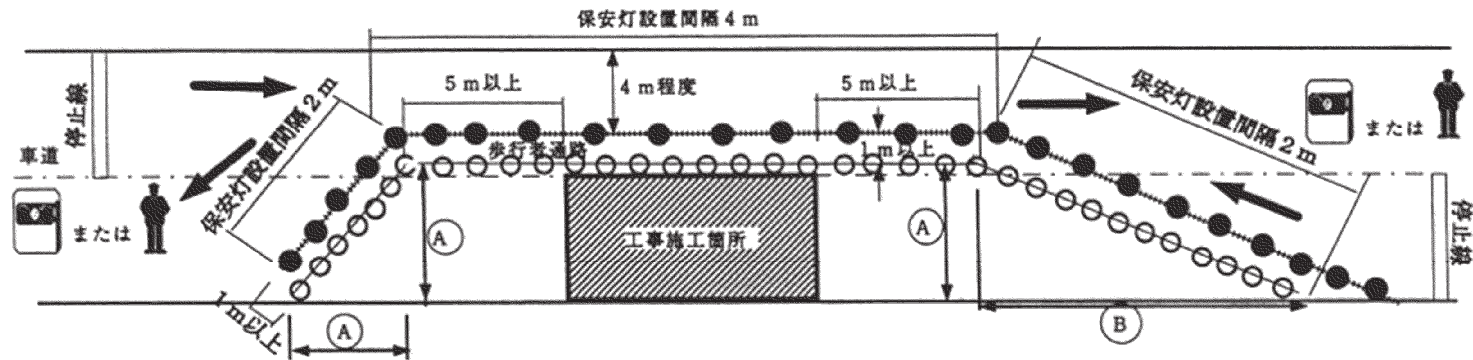 保安灯設置間隔4m
5m以上
4m程度
5m以上
保安灯設置間隔2m
保安灯設置間隔2m
停止線
車道
または
または
歩行者通路
1m以上
A
工事施工箇所
A
停止線
1m以上
A
B